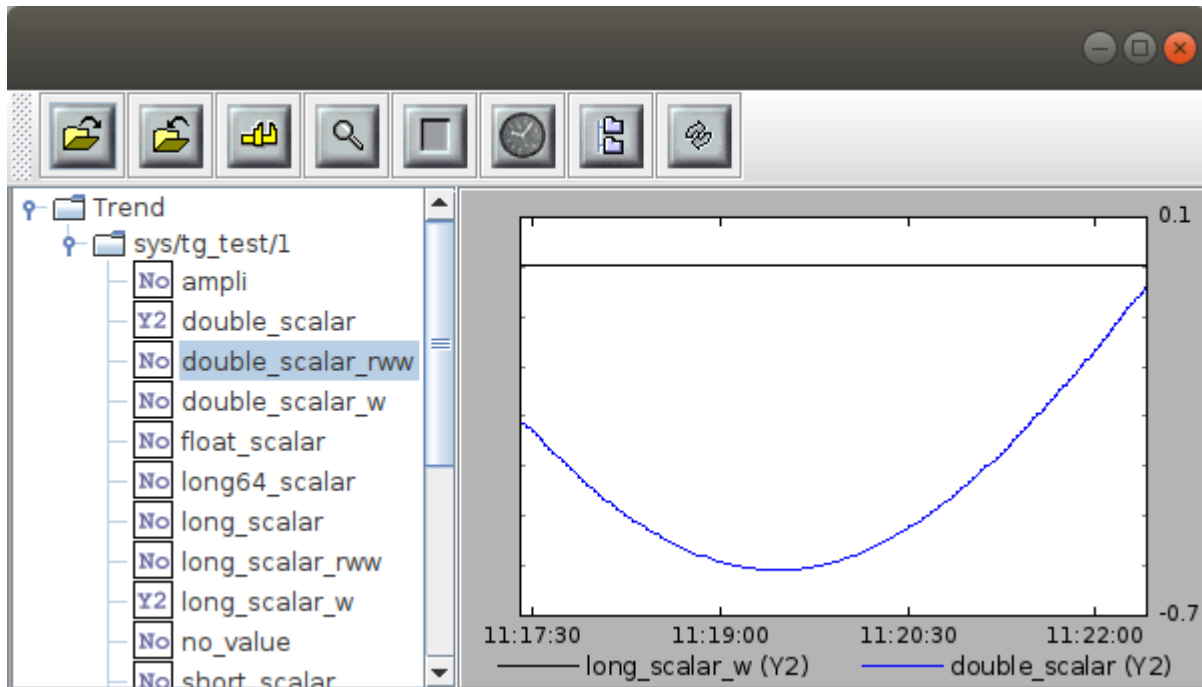 Trend
sys/tg_test/1
No ampli
Y2 double_scalar
No double_scalar_rww
No double_scalar_w
No float_scalar
No long64_scalar
No long_scalar
No long_scalar_rww
Y2 long_scalar_w
No no_value
No short_scalar
0.1
-0.7
11:17:30 11:19:00 11:20:30 11:22:00
long_scalar_w (Y2) double_scalar (Y2)